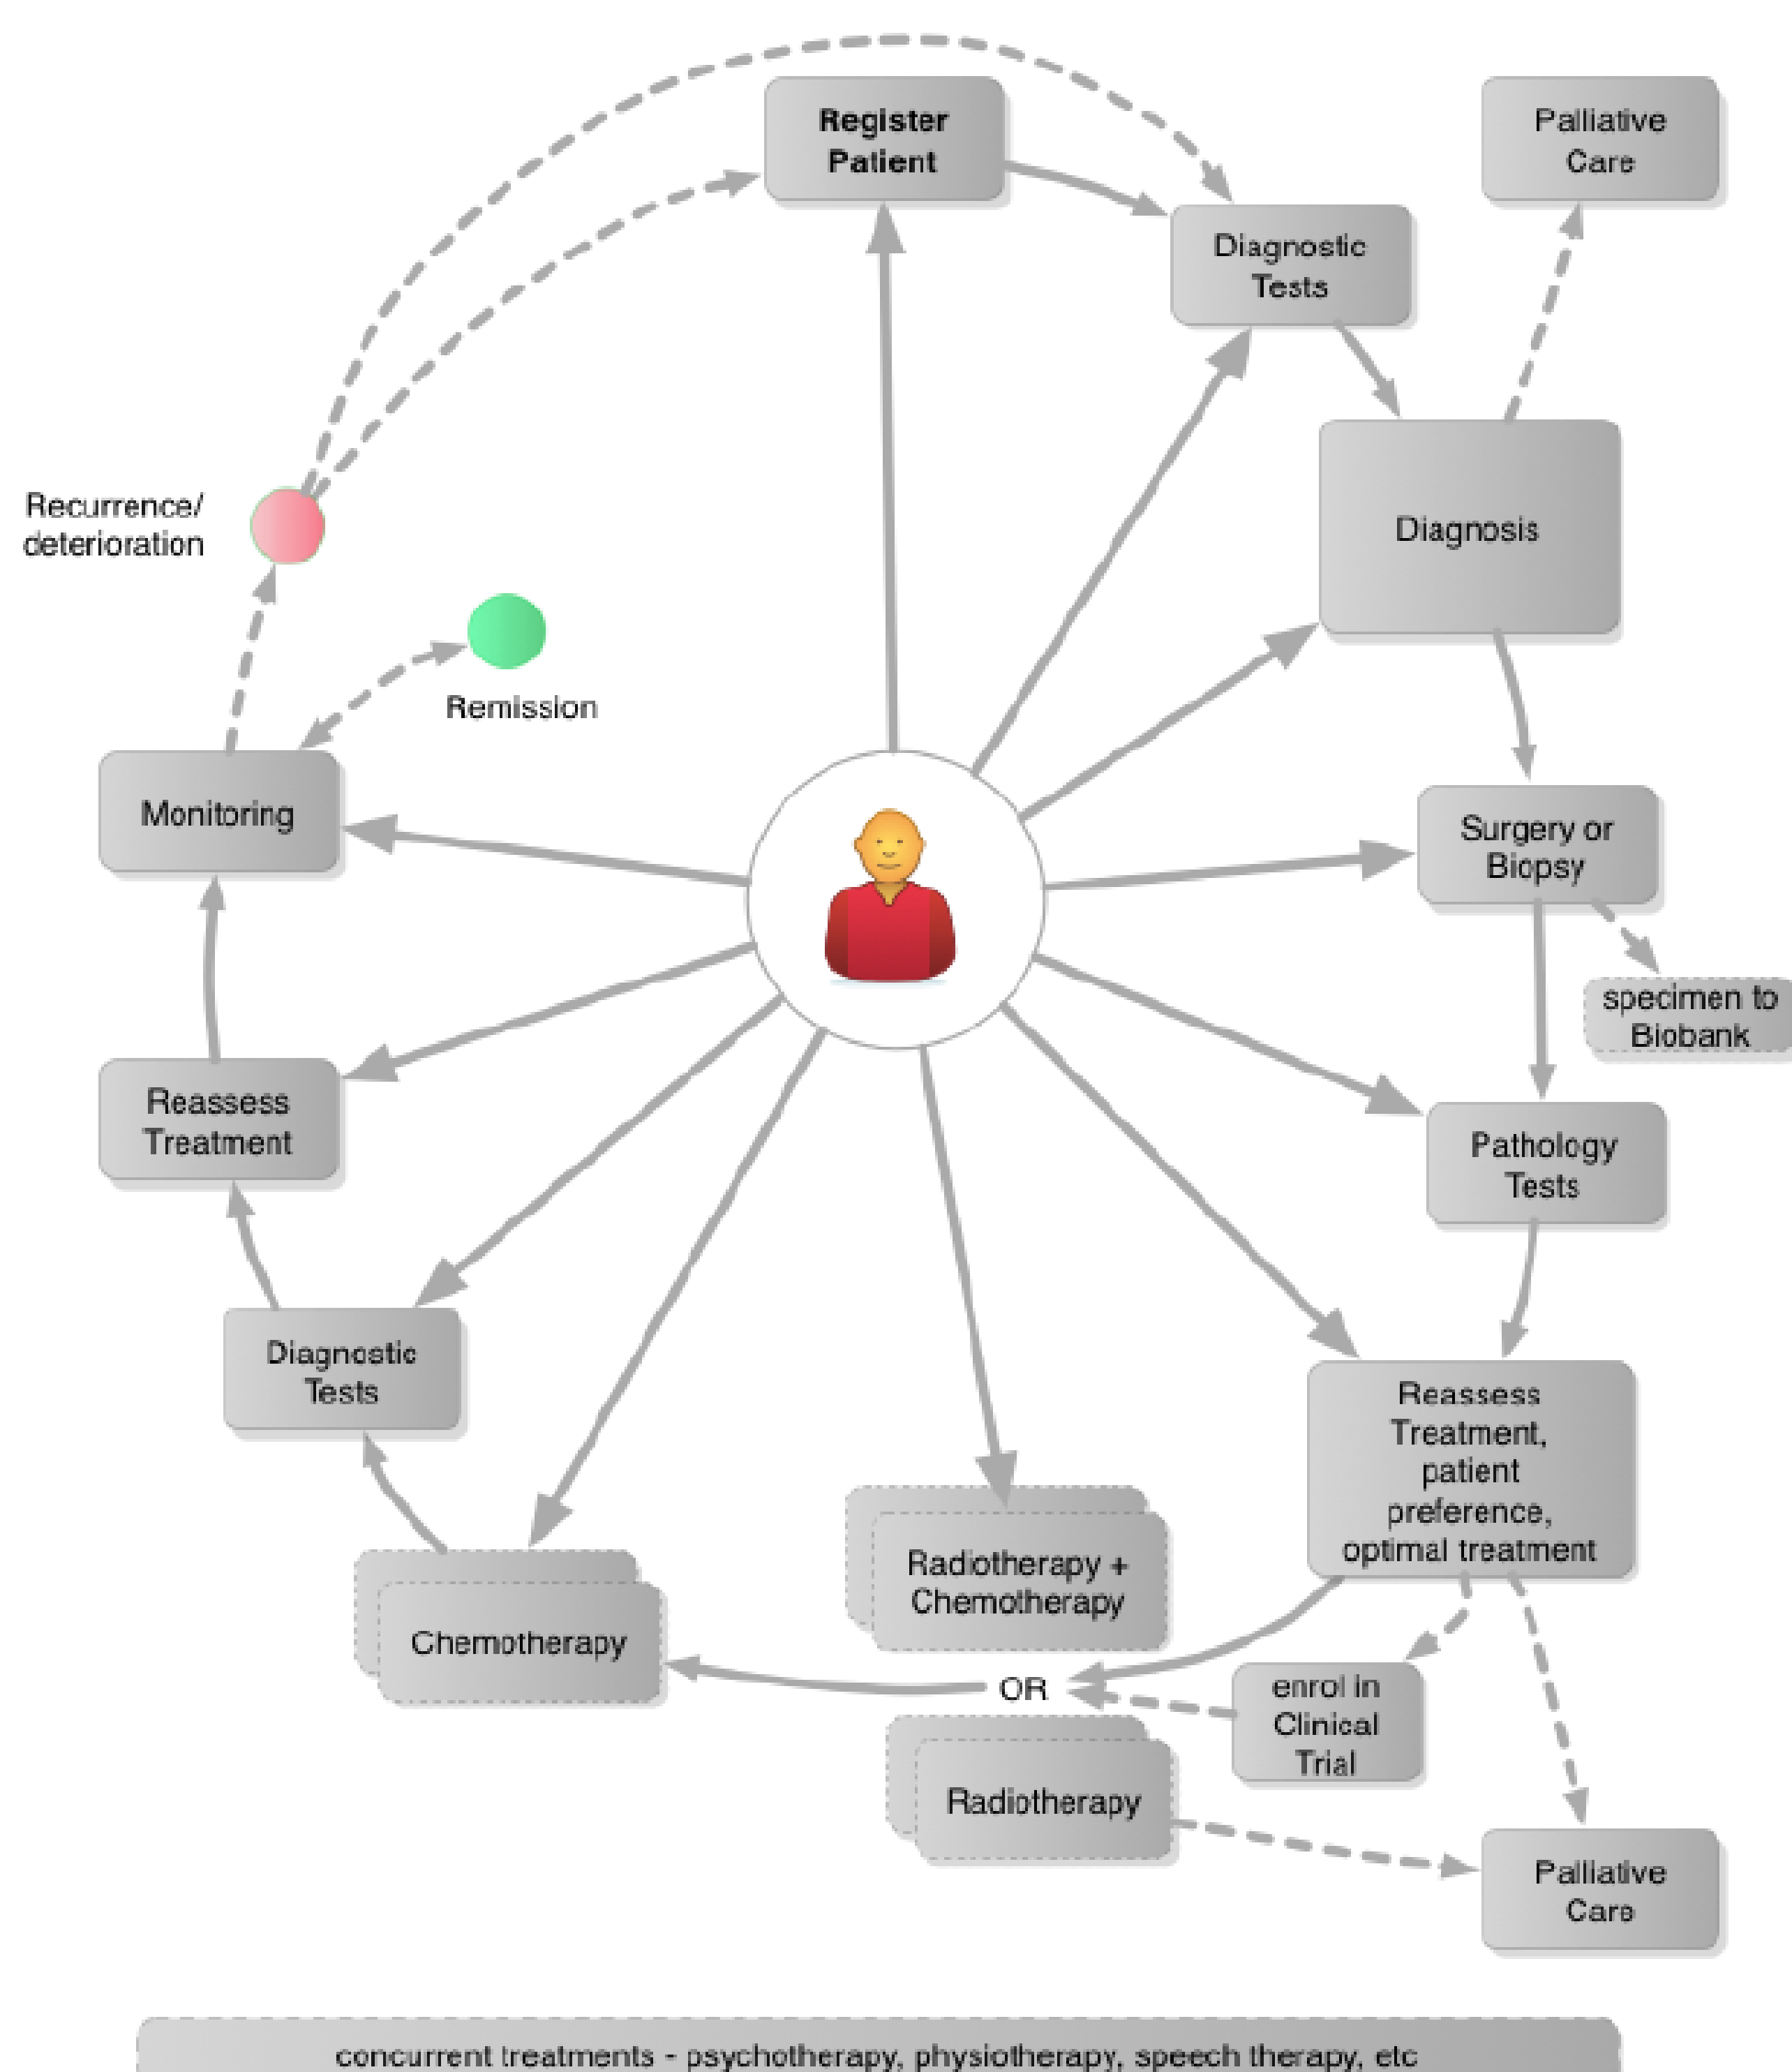 Register
Patient
Palliative
Care
Diagnostic
Tests
Recurrence/
deterioration
Diagnosis
Remission
Monitoring
Surgery or
Biopsy
specimen to
Biobank
Reassess
Treatment
Pathology
Tests
Diagnostic
Tests
Reassess
Treatment,
patient
preference,
optimal treatment
Radiotherapy +
Chemotherapy
Chemotherapy
OR
enrol in
Clinical
Trial
Radiotherapy
Palliative
Care
concurrent treatments - psychotherapy, physiotherapy, speech therapy, etc